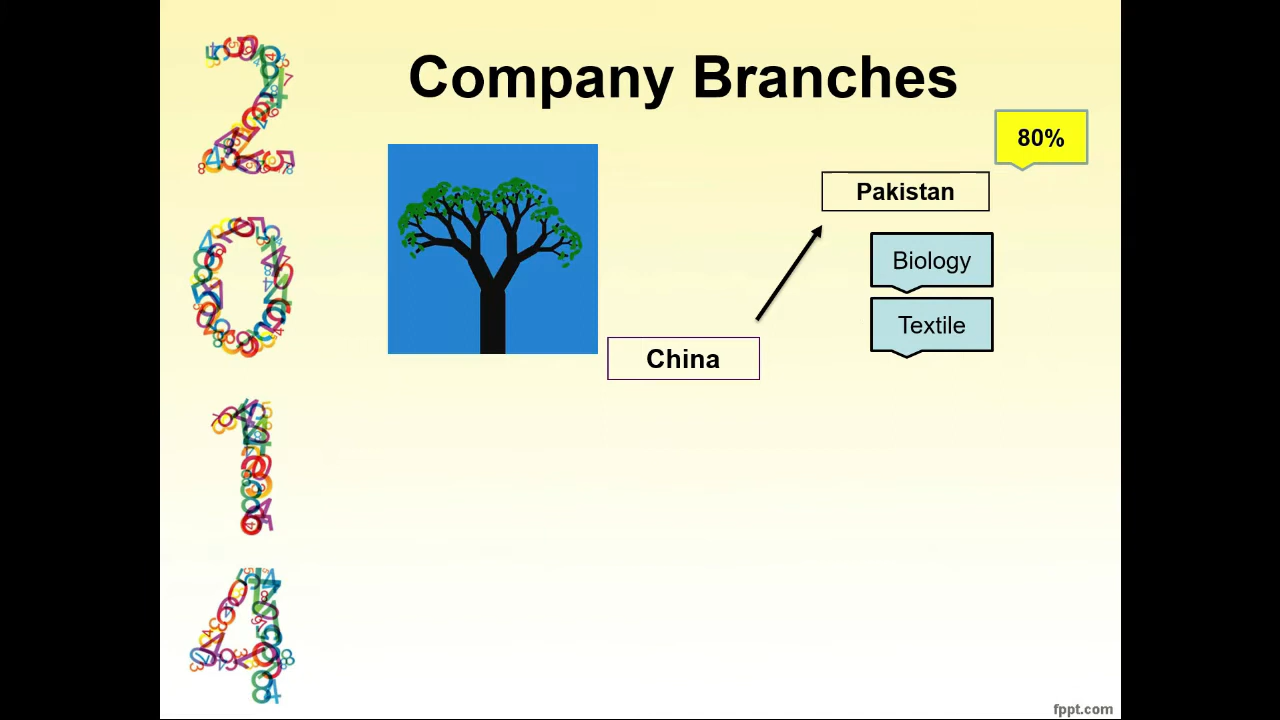 Company Branches
80%
Pakistan
Biology
Textile
China
2
0
1
4
fppt.com